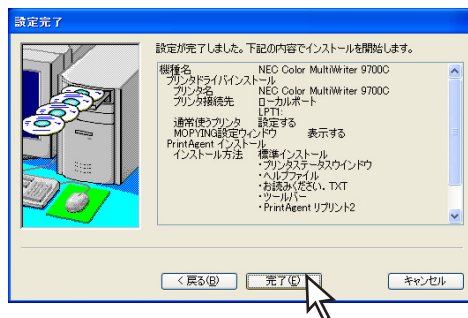 設定完了
設定が完了しました。下記の内容でインストールを開始します。
機種名 NEC Color MultiWriter 9700C
プリンタドライバインストール
プリンタ名 NEC Color MultiWriter 9700C
プリンタ接続先 ローカルポート
LPT1:
通常使うプリンタ 設定する
MOPYING設定ウィンドウ 表示する
PrintAgent インストール
インストール方法 標準インストール
・プリンタステータスウインドウ
・ヘルプファイル
・お読みください.TXT
・ツールバー
・PrintAgent リプリント2
< 戻る(B) 完了(E) キャンセル